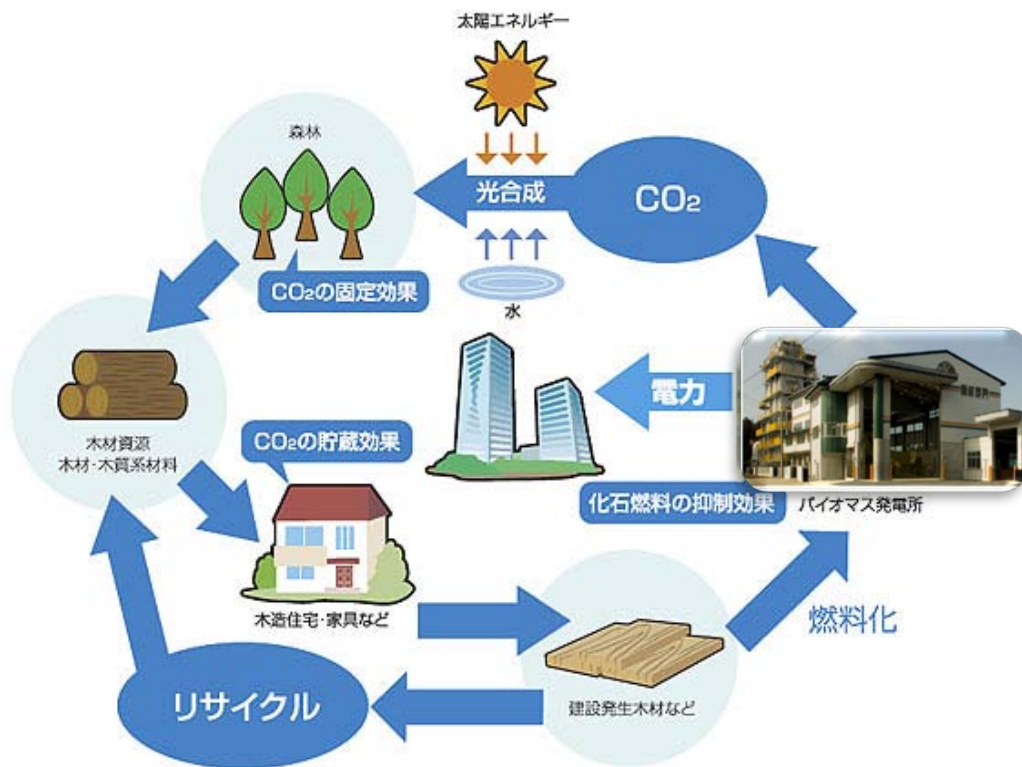 太陽エネルギー
森林
光合成
CO₂
CO₂の固定効果
水
木材資源
木材・木質系材料
CO₂の貯蔵効果
電力
化石燃料の抑制効果
バイオマス発電所
木造住宅・家具など
燃料化
リサイクル
建設発生木材など